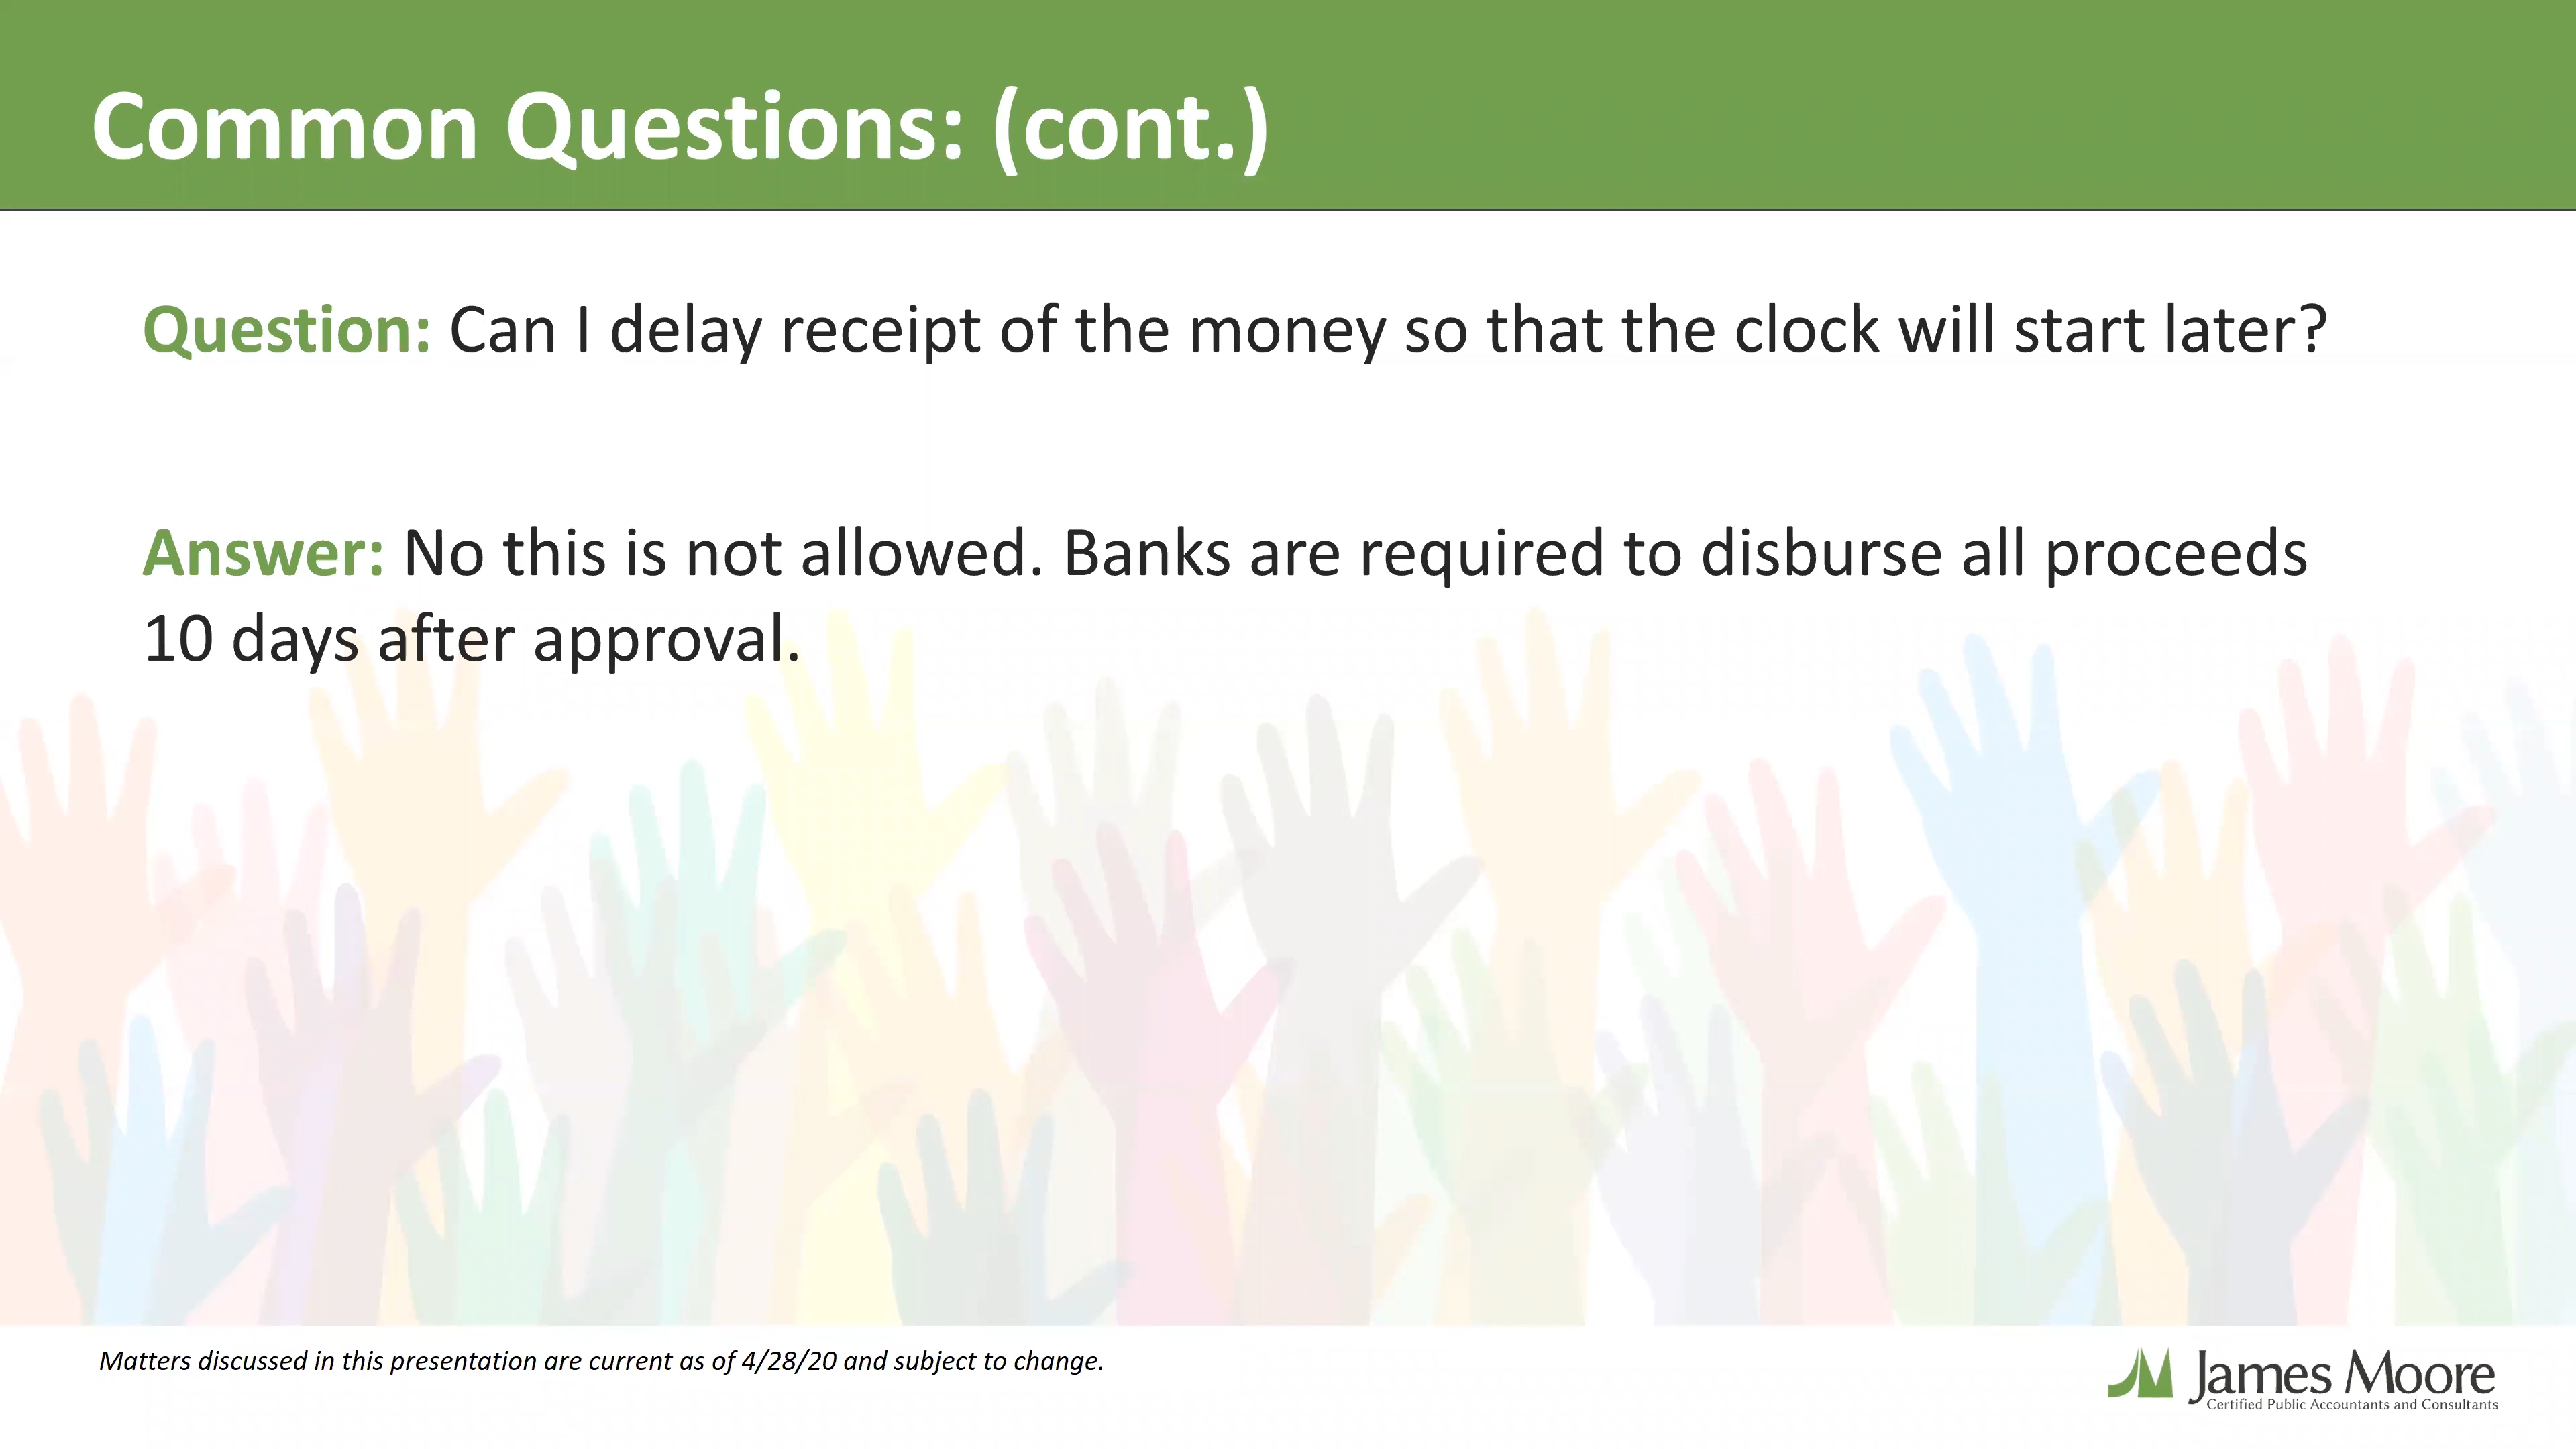 Common Questions: (cont.)
Question: Can I delay receipt of the money so that the clock will start later?
Answer: No this is not allowed. Banks are required to disburse all proceeds
10 days after approval.
Matters discussed in this presentation are current as of 4/28/20 and subject to change.
James Moore
Certified Public Accountants and Consultants